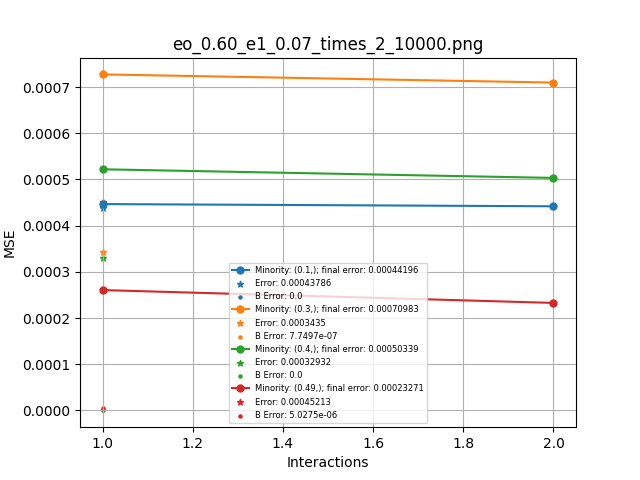 eo_0.60_e1_0.07_times_2_10000.png
0.0007
0.0006
0.0005
0.0004
0.0003
0.0002
0.0001
0.0000
MSE
Minority: (0.1,); final error: 0.00044196
Error: 0.00043786
B Error: 0.0
Minority: (0.3,); final error: 0.00070983
Error: 0.0003435
B Error: 7.7497e-07
Minority: (0.4,); final error: 0.00050339
Error: 0.00032932
B Error: 0.0
Minority: (0.49,); final error: 0.00023271
Error: 0.00045213
B Error: 5.0275e-06
1.0 1.2 1.4 1.6 1.8 2.0
Interactions